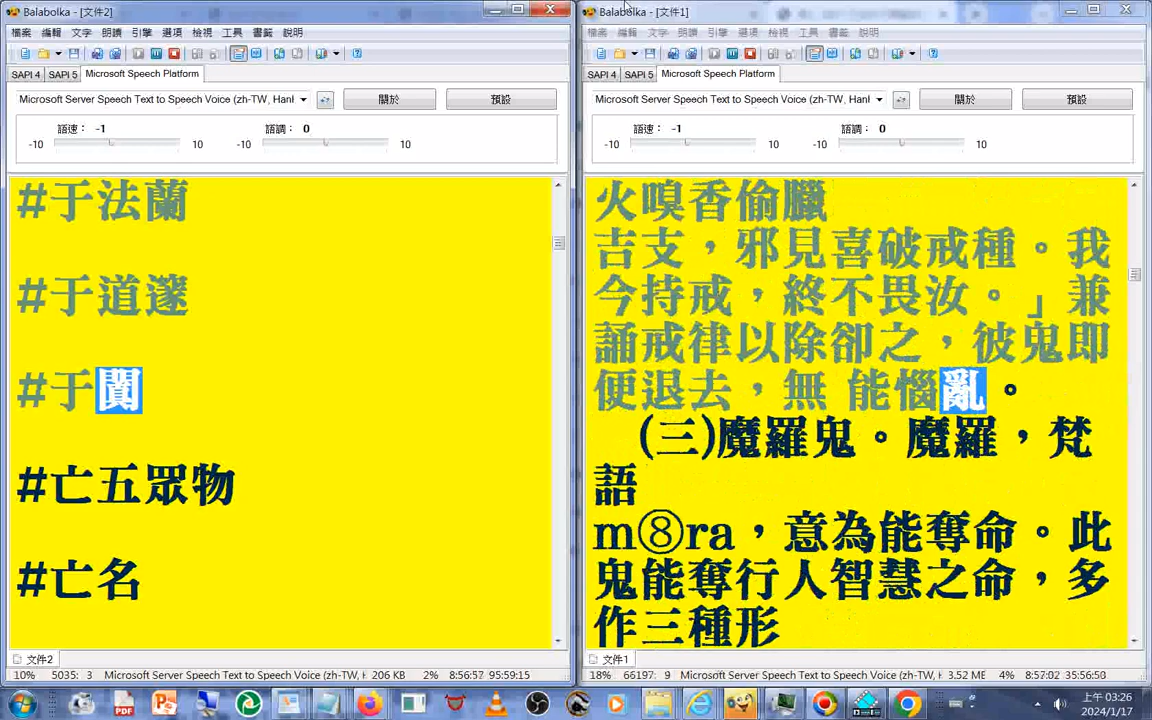 Balabolka - [文件2]
檔案 編輯 文字 朗讀 引擎 選項 檢視 工具 書籤 說明
SAPI 4 SAPI 5 Microsoft Speech Platform
Microsoft Server Speech Text to Speech Voice (zh-TW, Hanl
關於 預設
語速： -1 語調： 0
-10 10 -10 10
#于法蘭
#于道邃
#于闐
#亡五眾物
#亡名
文件2
10% 5035: 3 Microsoft Server Speech Text to Speech Voice (zh-TW, H 206 KB 2% 8:56:57 95:59:15
Balabolka - [文件1]
檔案 編輯 文字 朗讀 引擎 選項 檢視 工具 書籤 說明
SAPI 4 SAPI 5 Microsoft Speech Platform
Microsoft Server Speech Text to Speech Voice (zh-TW, Hanl
關於 預設
語速： -1 語調： 0
-10 10 -10 10
火嗅香偷臘
吉支，邪見喜破戒種。我
今持戒，終不畏汝。」兼
誦戒律以除卻之，彼鬼即
便退去，無 能惱亂。
(三)魔羅鬼。魔羅，梵
語
m⑧ra，意為能奪命。此
鬼能奪行人智慧之命，多
作三種形
文件1
18% 66197: 9 Microsoft Server Speech Text to Speech Voice (zh-TW, H 3.52 MB 4% 8:57:02 35:56:58
上午 03:26
2024/1/17